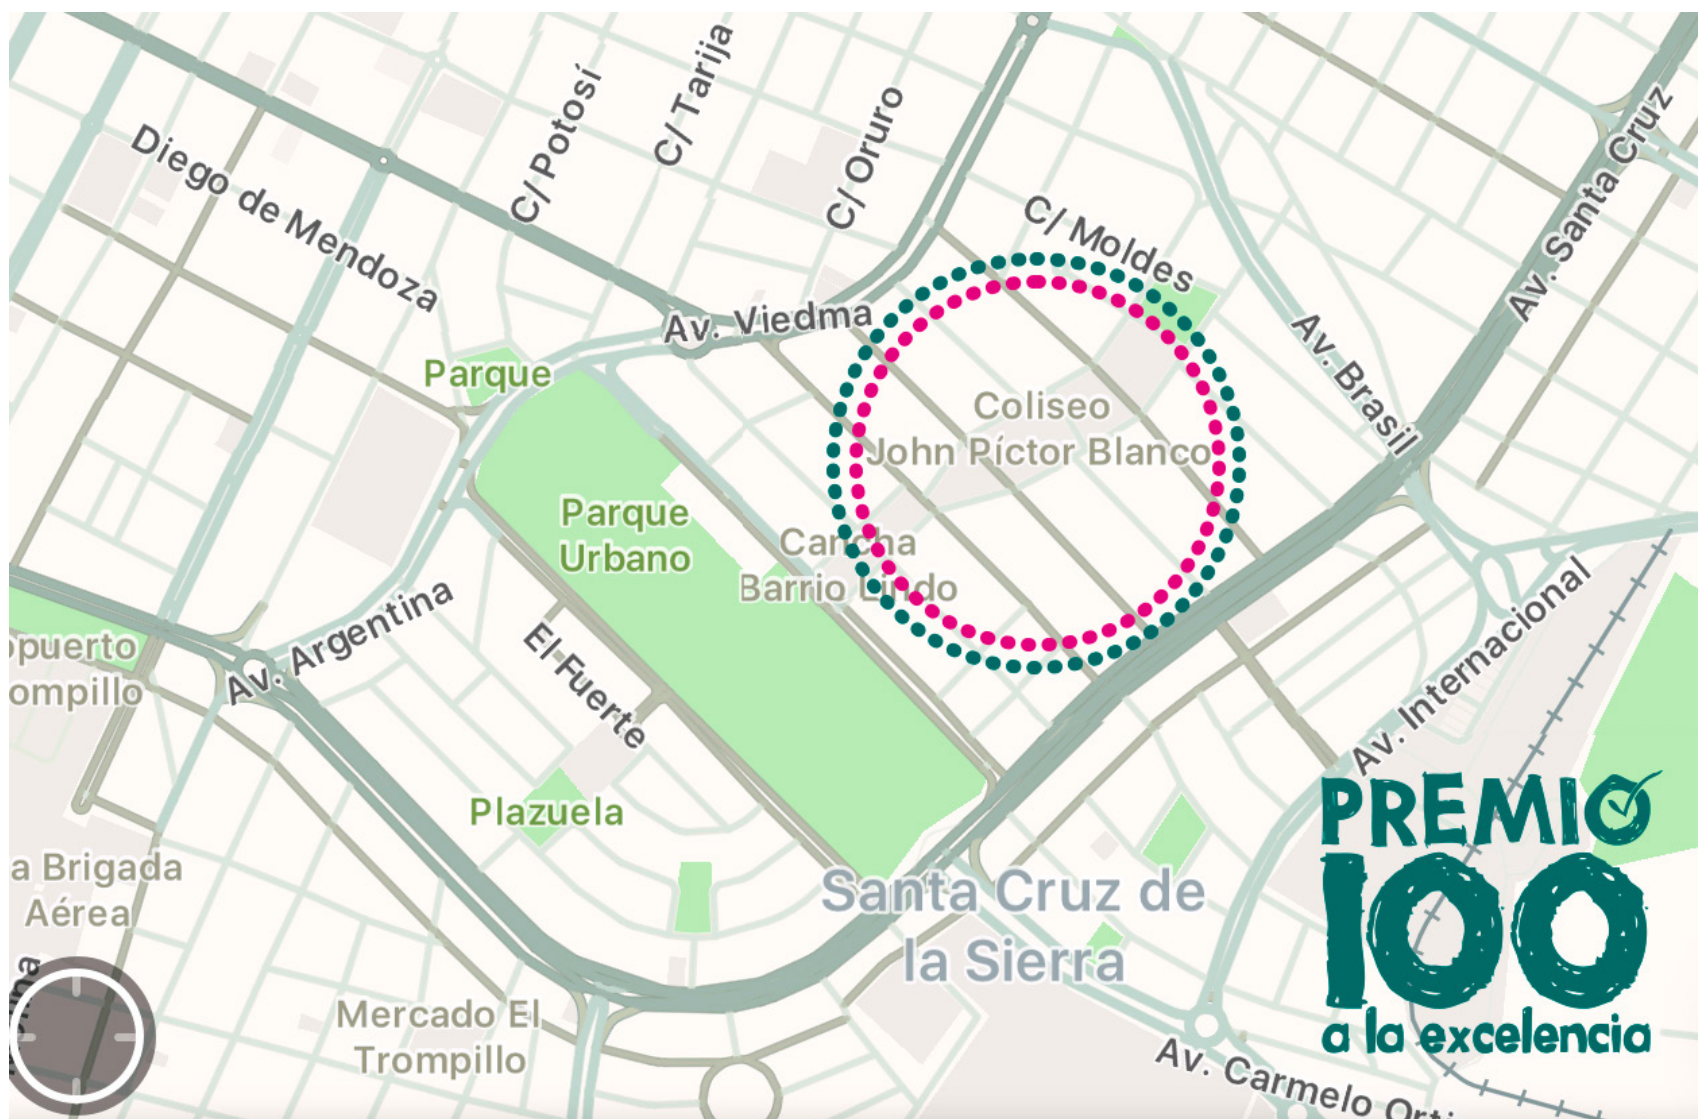 C/ Potosí
C/ Tarija
C/ Oruro
Av. Santa Cruz
Diego de Mendoza
C/ Moldes
Av. Viedma
Av. Brasil
Parque
Coliseo
John Píctor Blanco
Parque
Urbano
Cancha
Barrio Lindo
Av. Argentina
El Fuerte
Av. Internacional
opuerto
ompillo
Plazuela
PREMIO
100
a la excelencia
a Brigada
Aérea
Santa Cruz de
la Sierra
Mercado El
Trompillo
Av. Carmelo Orti